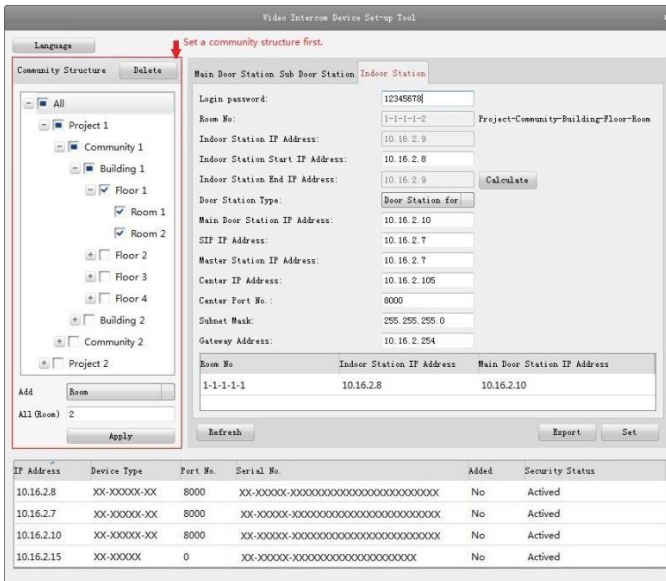 Video Intercom Device Set-up Tool
Language
Set a community structure first.
Community Structure Delete
All
Project 1
Community 1
Building 1
Floor 1
Room 1
Room 2
Floor 2
Floor 3
Floor 4
Building 2
Community 2
Project 2
Add Room
All(Room) 2
Apply
Main Door Station Sub Door Station Indoor Station
Login password: 12345678
Room No: 1-1-1-1-2 Project-Community-Building-Floor-Room
Indoor Station IP Address: 10.16.2.9
Indoor Station Start IP Address: 10.16.2.8
Indoor Station End IP Address: 10.16.2.9 Calculate
Door Station Type: Door Station for
Main Door Station IP Address: 10.16.2.10
SIP IP Address: 10.16.2.7
Master Station IP Address: 10.16.2.7
Center IP Address: 10.16.2.105
Center Port No.: 8000
Subnet Mask: 255.255.255.0
Gateway Address: 10.16.2.254
Room No Indoor Station IP Address Main Door Station IP Address
1-1-1-1-1 10.16.2.8 10.16.2.10
Refresh Export Set
IP Address Device Type Port No. Serial No. Added Security Status
10.16.2.8 XX-XXXXX-XX 8000 XX-XXXXX-XXXXXXXXXXXXXXXXXXXXXXX No Actived
10.16.2.7 XX-XXXXX-XX 8000 XX-XXXXX-XXXXXXXXXXXXXXXXXXXXXXX No Actived
10.16.2.10 XX-XXXXX-XX 8000 XX-XXXXX-XXXXXXXXXXXXXXXXXXXXXXX No Actived
10.16.2.15 XX-XXXXX 0 XX-XXXXX-XXXXXXXXXXXXXXXXXXX No Actived